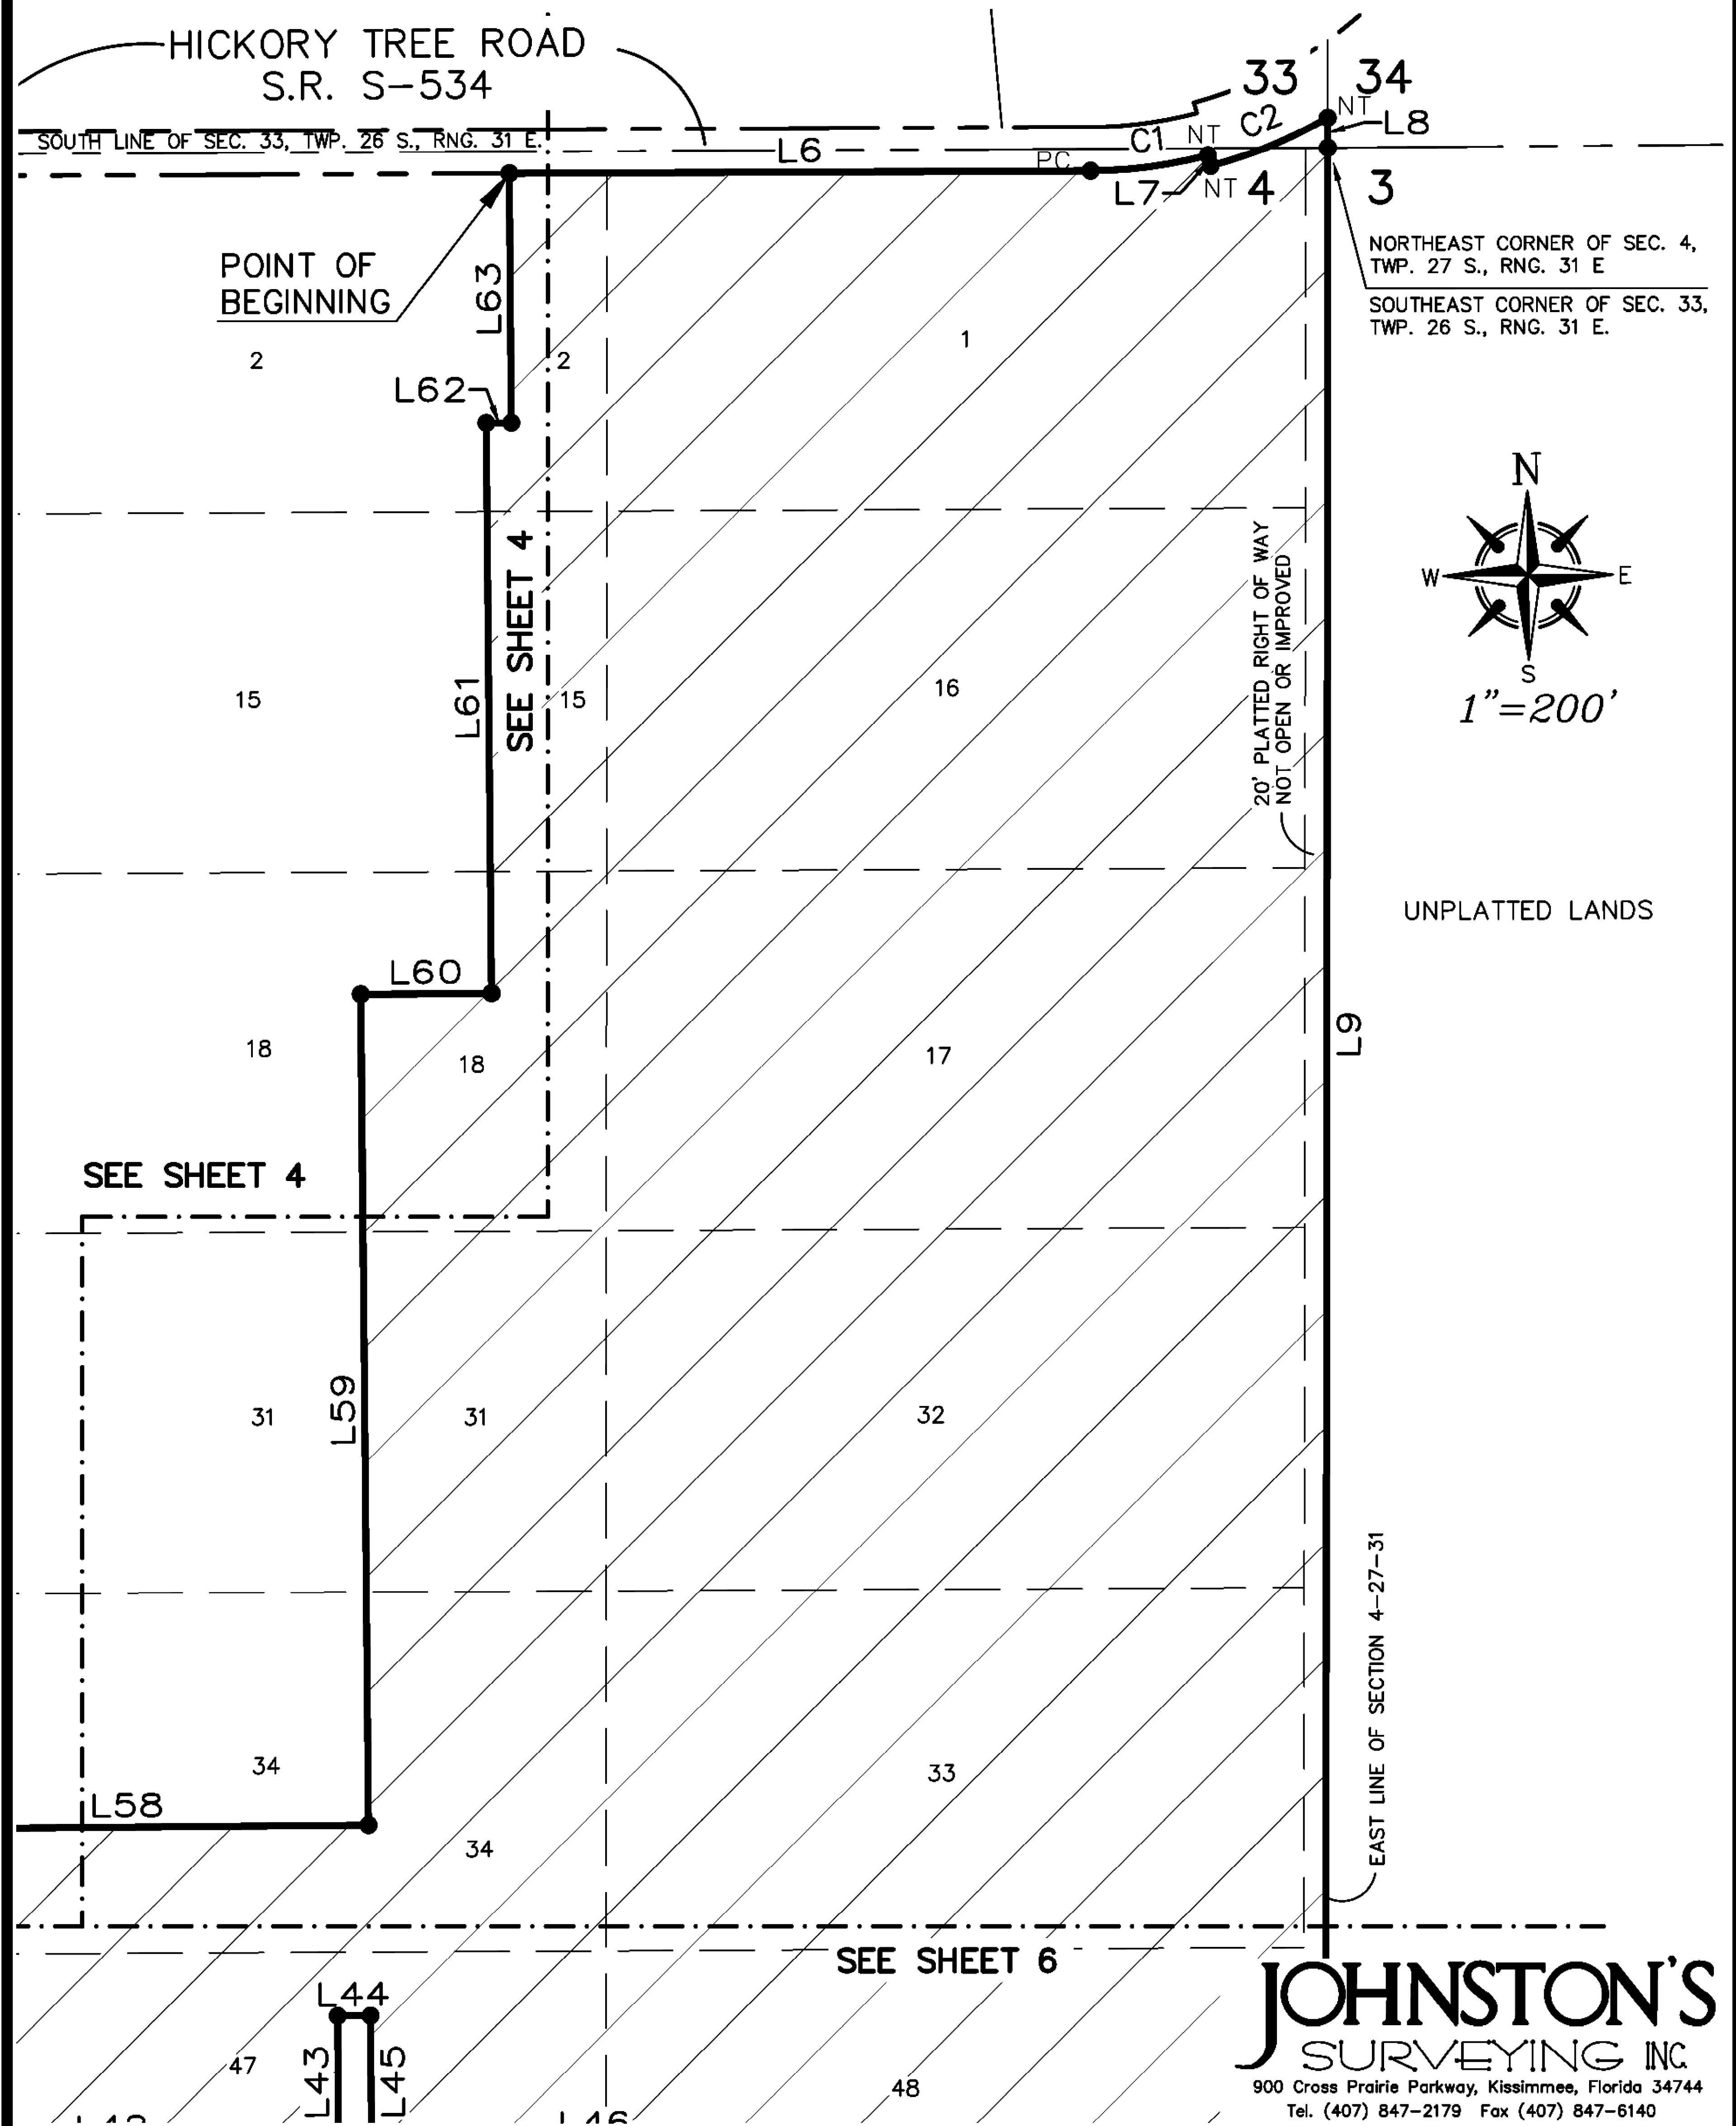 HICKORY TREE ROAD
S.R. S-534
33
34
NT
C2
L8
SOUTH LINE OF SEC. 33, TWP. 26 S., RNG. 31 E.
L6
PC
C1
NT
L7
NT
4
3
NORTHEAST CORNER OF SEC. 4,
TWP. 27 S., RNG. 31 E
SOUTHEAST CORNER OF SEC. 33,
TWP. 26 S., RNG. 31 E.
POINT OF
BEGINNING
L63
2
2
1
L62
N
W
E
S
1"=200'
SEE SHEET 4
20' PLATTED RIGHT OF WAY
NOT OPEN OR IMPROVED
L61
15
15
16
UNPLATTED LANDS
L60
L9
18
18
17
SEE SHEET 4
L59
31
31
32
EAST LINE OF SECTION 4-27-31
34
33
L58
34
SEE SHEET 6
L44
L43
L45
47
48
L46
JOHNSTON'S
SURVEYING INC.
900 Cross Prairie Parkway, Kissimmee, Florida 34744
Tel. (407) 847-2179 Fax (407) 847-6140